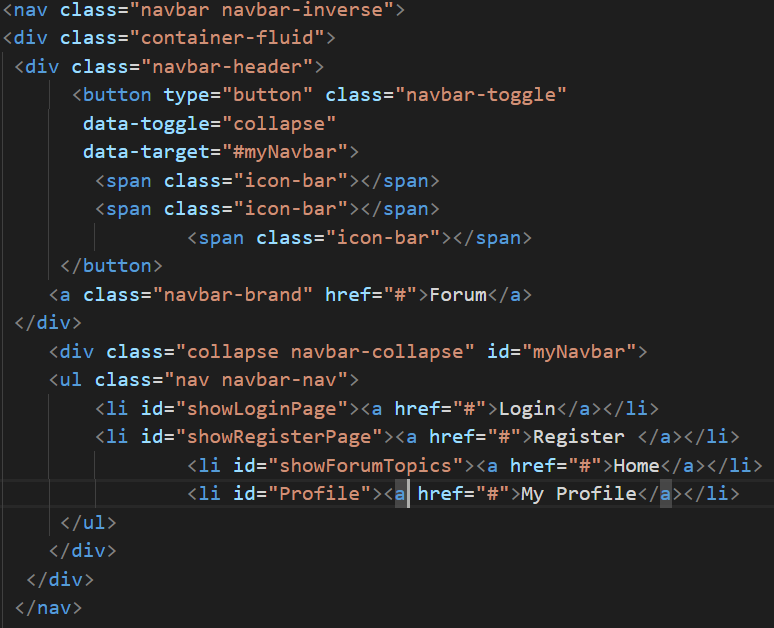 <nav class="navbar navbar-inverse">
<div class="container-fluid">
<div class="navbar-header">
<button type="button" class="navbar-toggle"
data-toggle="collapse"
data-target="#myNavbar">
<span class="icon-bar"></span>
<span class="icon-bar"></span>
<span class="icon-bar"></span>
</button>
<a class="navbar-brand" href="#">Forum</a>
</div>
<div class="collapse navbar-collapse" id="myNavbar">
<ul class="nav navbar-nav">
<li id="showLoginPage"><a href="#">Login</a></li>
<li id="showRegisterPage"><a href="#">Register </a></li>
<li id="showForumTopics"><a href="#">Home</a></li>
<li id="Profile"><a href="#">My Profile</a></li>
</ul>
</div>
</div>
</nav>